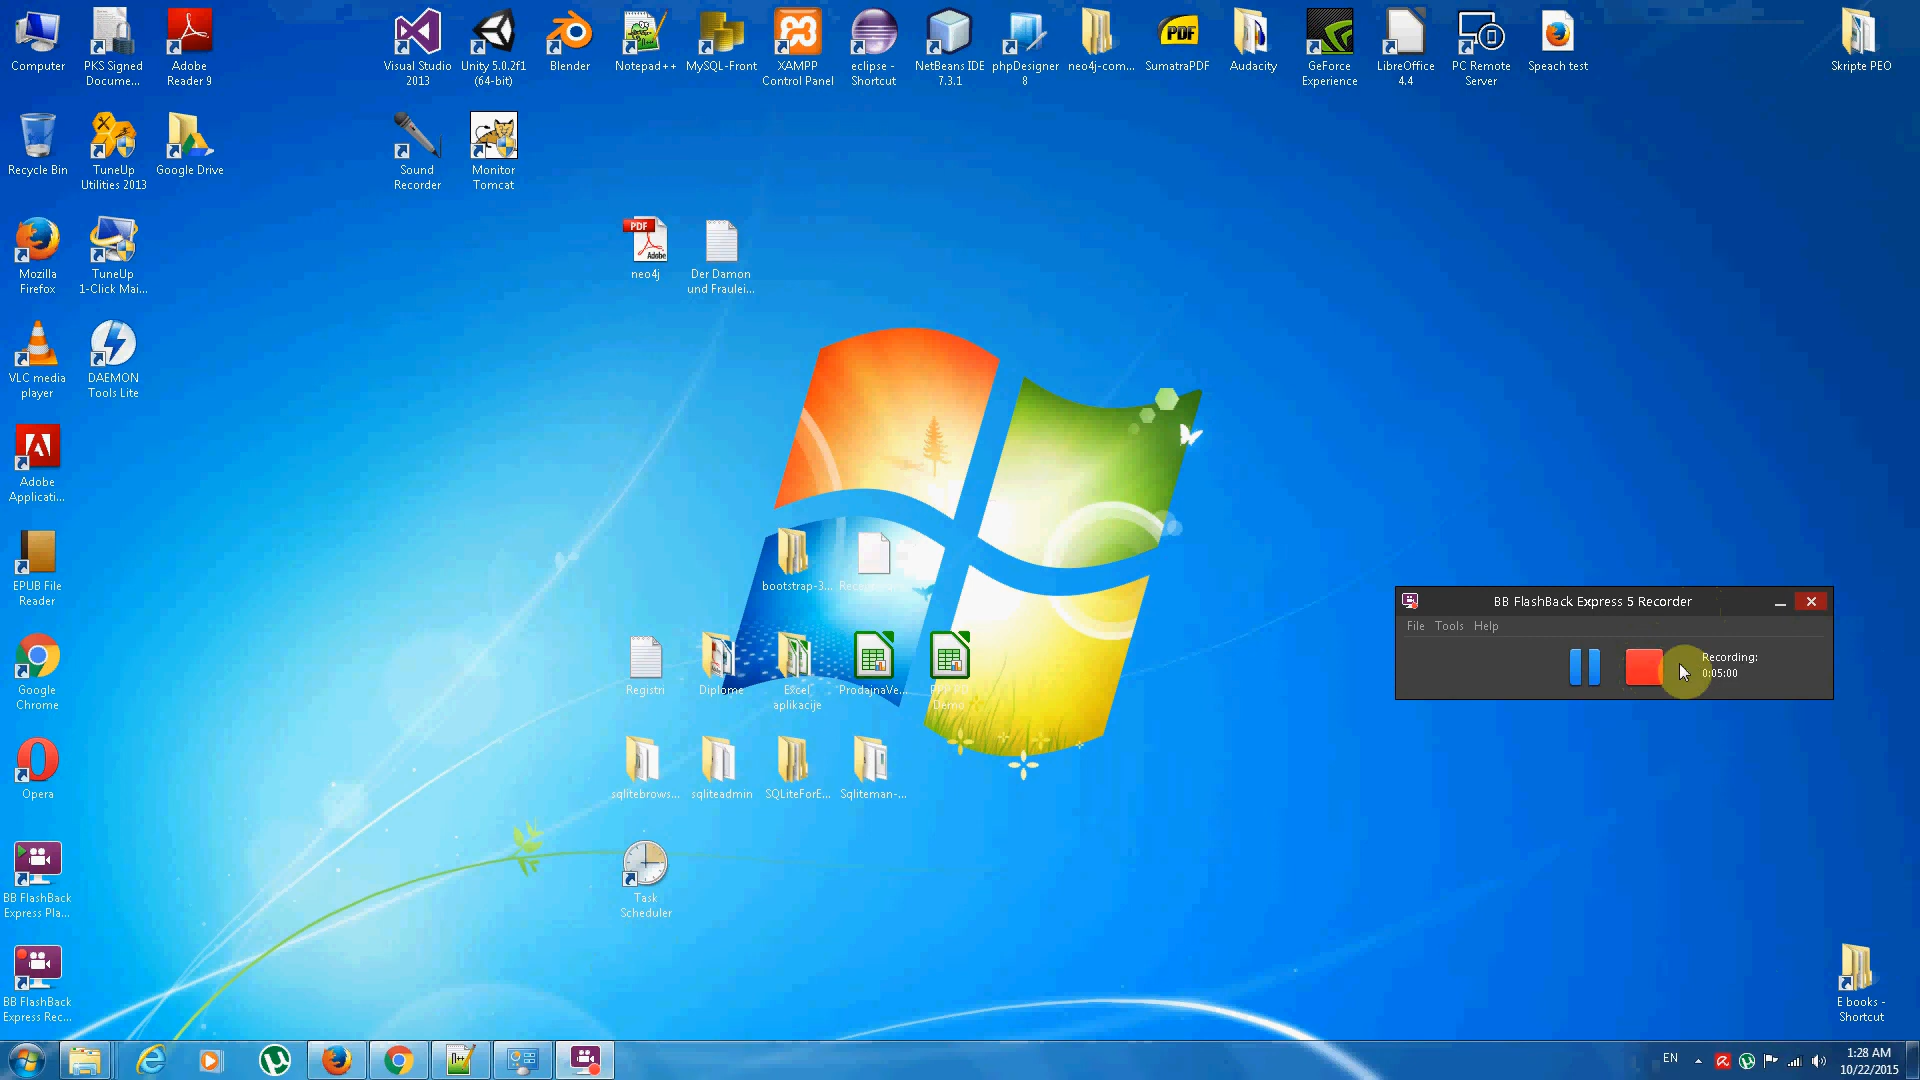 Computer
PKS Signed
Docume...
Adobe
Reader 9
Visual Studio
2013
Unity 5.0.2f1
(64-bit)
Blender
Notepad++
MySQL-Front
XAMPP
Control Panel
eclipse -
Shortcut
NetBeans IDE
7.3.1
phpDesigner
8
neo4j-com...
PDF
SumatraPDF
Audacity
GeForce
Experience
LibreOffice
4.4
PC Remote
Server
Speach test
Skripte PEO
Recycle Bin
TuneUp
Utilities 2013
Google Drive
Sound
Recorder
Monitor
Tomcat
Mozilla
Firefox
TuneUp
1-Click Mai...
PDF
Adobe
neo4j
Der Damon
und Fraulei...
VLC media
player
DAEMON
Tools Lite
Adobe
Applicati...
EPUB File
Reader
bootstrap-3...
BB FlashBack Express 5 Recorder
File Tools Help
Recording:
0:05:00
Google
Chrome
Registri
Diplome
Excel
aplikacije
ProdajnaVe...
Demo
Opera
sqlitebrows...
sqliteadmin
SQLiteForE...
Sqliteman-...
BB FlashBack
Express Pla...
Task
Scheduler
BB FlashBack
Express Rec...
E books -
Shortcut
EN
1:28 AM
10/22/2015